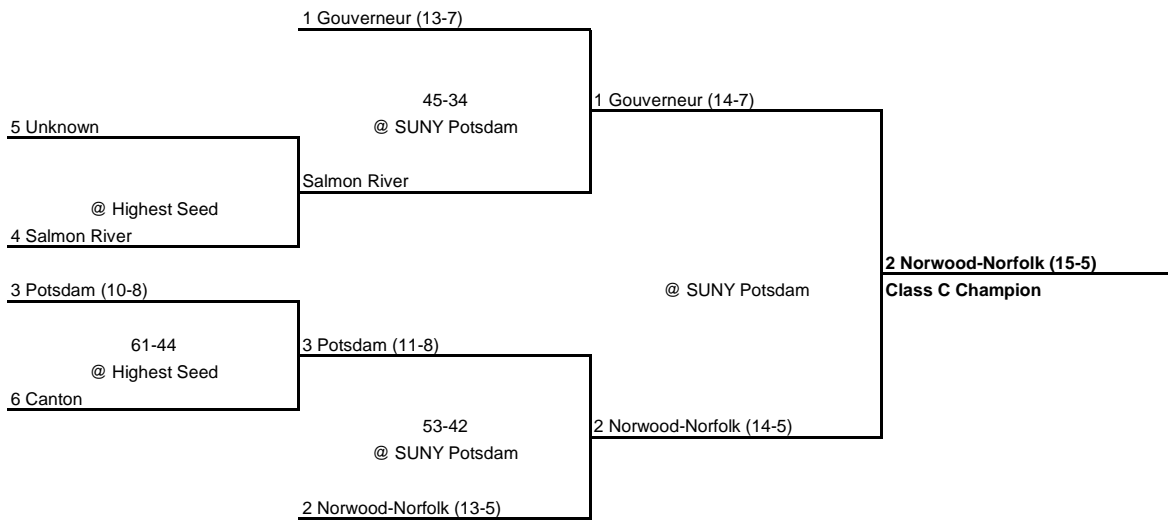 1 Gouverneur (13-7)
45-34
@ SUNY Potsdam
1 Gouverneur (14-7)
5 Unknown
Salmon River
@ Highest Seed
4 Salmon River
2 Norwood-Norfolk (15-5)
Class C Champion
@ SUNY Potsdam
3 Potsdam (10-8)
61-44
@ Highest Seed
3 Potsdam (11-8)
6 Canton
53-42
@ SUNY Potsdam
2 Norwood-Norfolk (14-5)
2 Norwood-Norfolk (13-5)